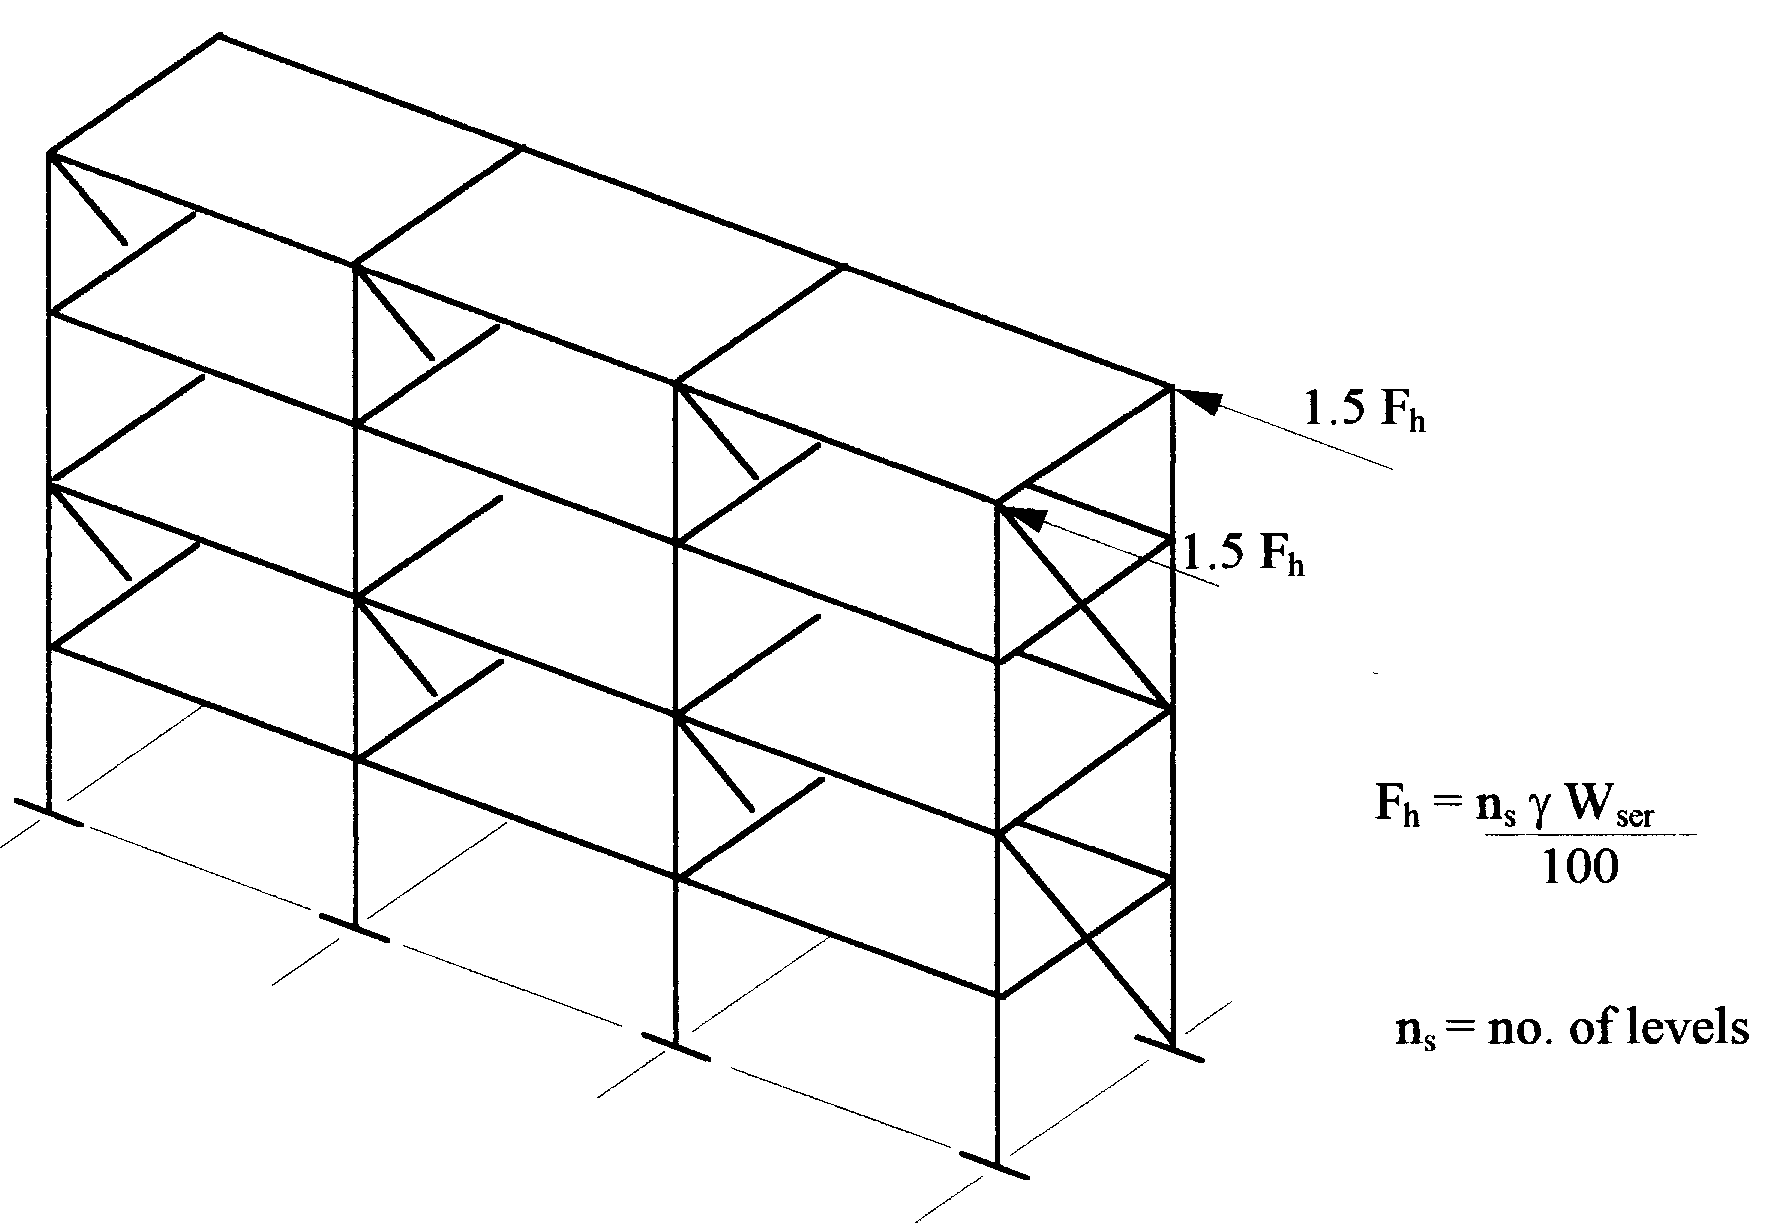 1.5 Fh
1.5 Fh
Fh = ns γ Wser
100
ns = no. of levels